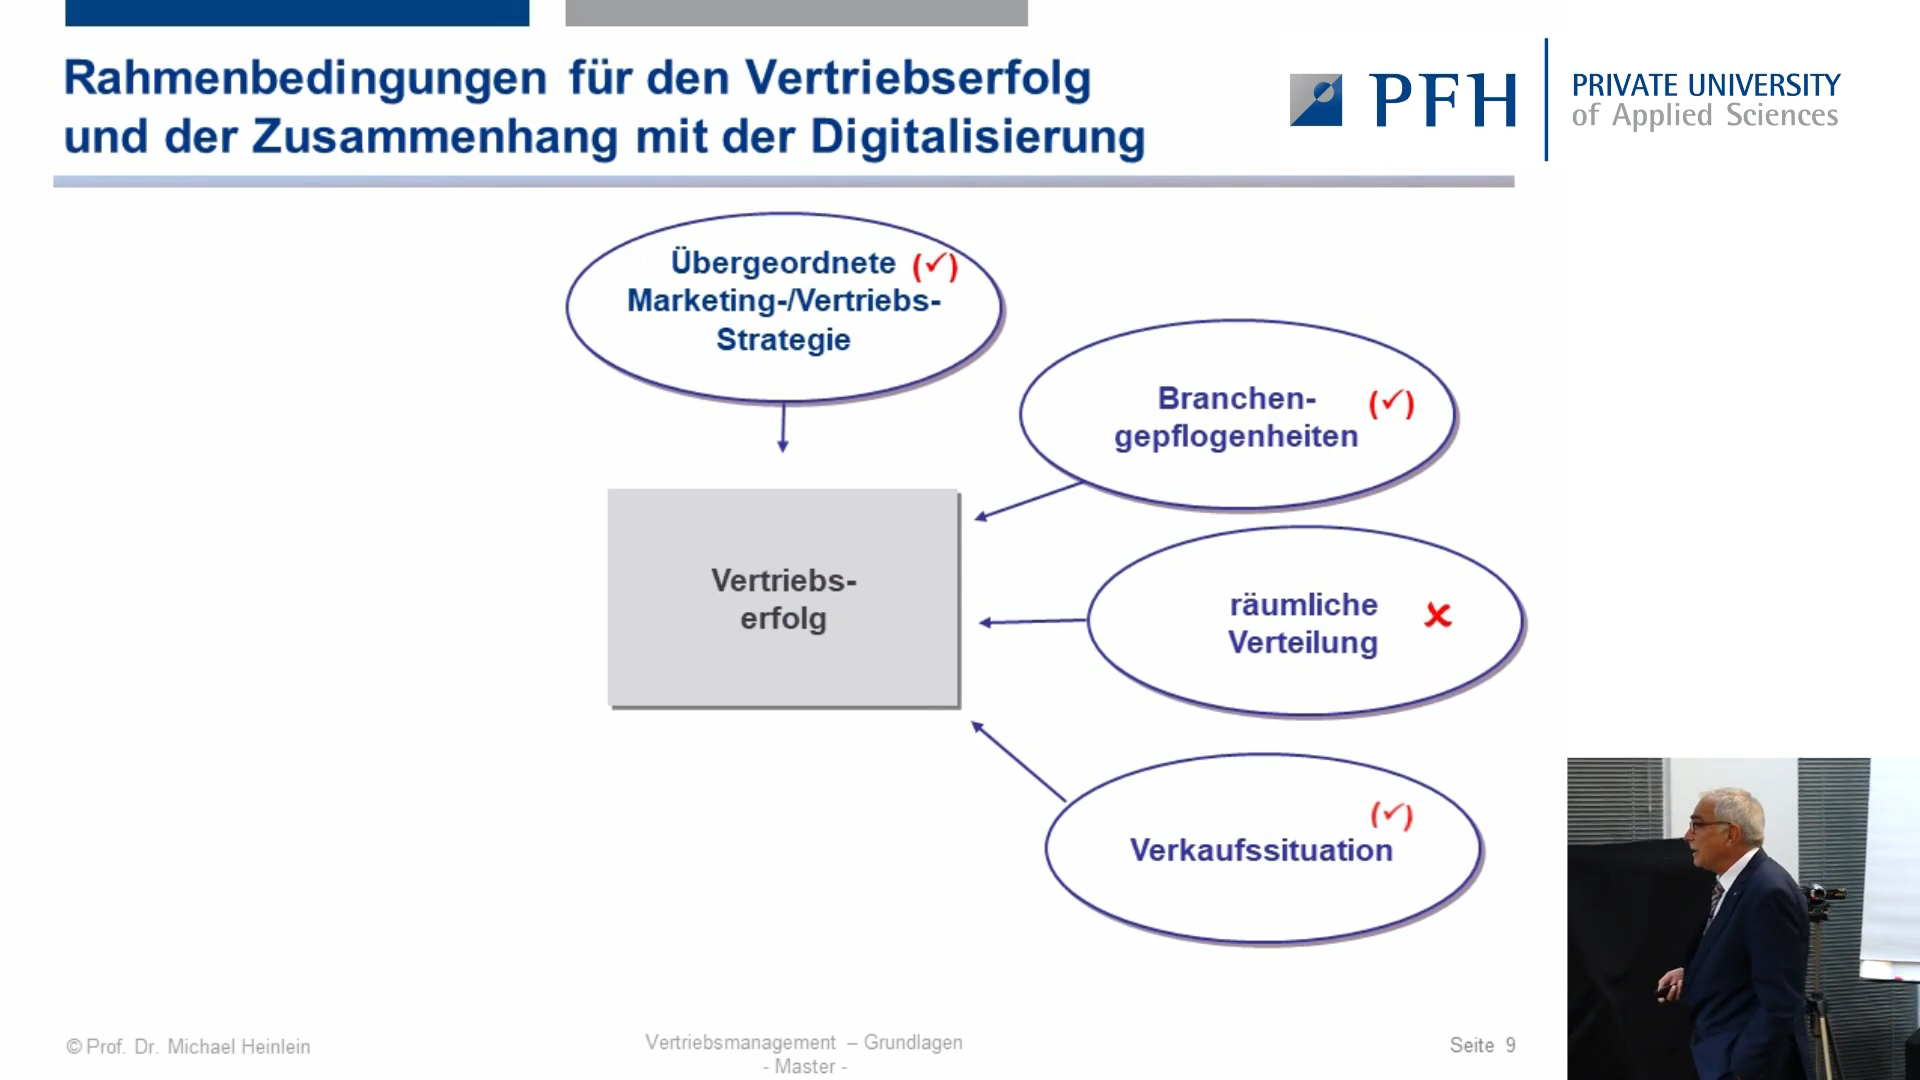 Rahmenbedingungen für den Vertriebserfolg
und der Zusammenhang mit der Digitalisierung
PFH
PRIVATE UNIVERSITY
of Applied Sciences
Übergeordnete (✓)
Marketing-/Vertriebs-
Strategie
Branchen- (✓)
gepflogenheiten
Vertriebs-
erfolg
räumliche ✘
Verteilung
(✓)
Verkaufssituation
© Prof. Dr. Michael Heinlein
Vertriebsmanagement – Grundlagen
- Master -
Seite 9